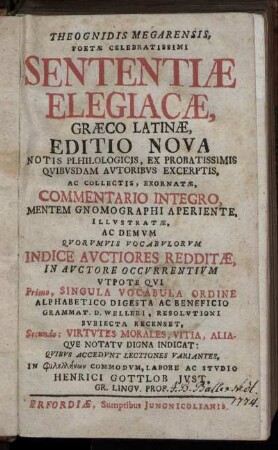 THEOGNIDIS MEGARENSIS,
POETÆ CELEBRATISSIMI
SENTENTIÆ
ELEGIACÆ,
GRÆCO LATINÆ,
EDITIO NOVA
NOTIS PLHILOLOGICIS, EX PROBATISSIMIS
QVIBVSDAM AVTORIBVS EXCERPTIS,
AC COLLECTIS, EXORNATÆ,
COMMENTARIO INTEGRO,
MENTEM GNOMOGRAPHI APERIENTE,
ILLVSTRATÆ,
AC DEMVM
QVORVMVIS VOCABVLORVM
INDICE AVCTIORES REDDITÆ,
IN AVCTORE OCCVRRENTIVM
VTPOTE QVI
Primo, SINGVLA VOCABVLA ORDINE
ALPHABETICO DIGESTA AC BENEFICIO
GRAMMAT. D. WELLERI, RESOLVTIONI
SVBIECTA RECENSET,
Secundo: VIRTVTES MORALES, VITIA, ALIA-
QVE NOTATV DIGNA INDICAT:
QVIBVS ACCEDVNT LECTIONES VARIANTES,
IN Φιλελλήνων COMMODVM, LABORE AC STVDIO
HENRICI GOTTLOB JVST,
GR. LINGV. PROF.
1774.
ERFORDIÆ, Sumptibus JUNGNICOLIANIS.